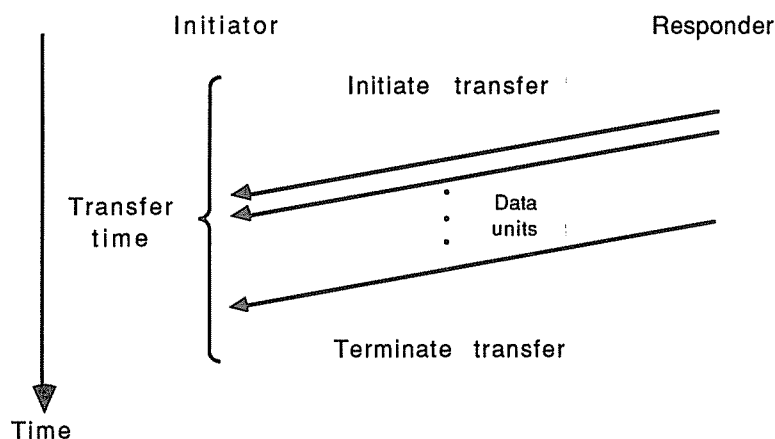 Initiator
Responder
Initiate transfer
Transfer
time
Data
units
Terminate transfer
Time